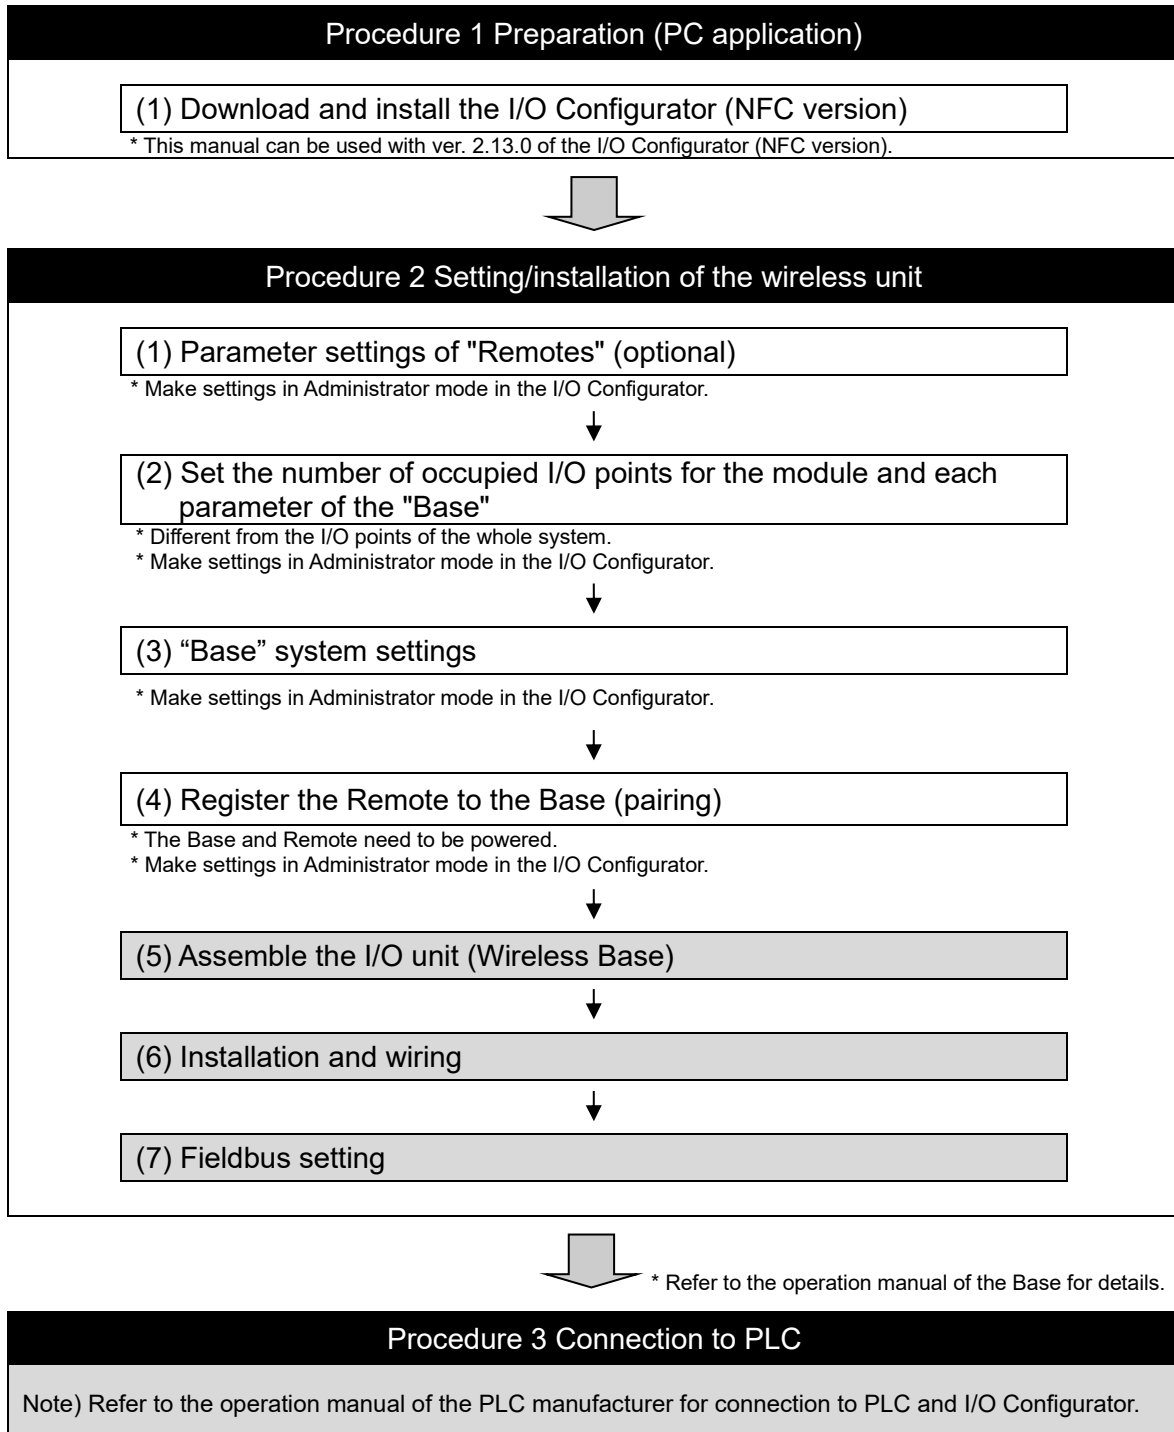 Procedure 1 Preparation (PC application)
(1) Download and install the I/O Configurator (NFC version)
* This manual can be used with ver. 2.13.0 of the I/O Configurator (NFC version).
Procedure 2 Setting/installation of the wireless unit
(1) Parameter settings of "Remotes" (optional)
* Make settings in Administrator mode in the I/O Configurator.
(2) Set the number of occupied I/O points for the module and each
parameter of the "Base"
* Different from the I/O points of the whole system.
* Make settings in Administrator mode in the I/O Configurator.
(3) “Base” system settings
* Make settings in Administrator mode in the I/O Configurator.
(4) Register the Remote to the Base (pairing)
* The Base and Remote need to be powered.
* Make settings in Administrator mode in the I/O Configurator.
(5) Assemble the I/O unit (Wireless Base)
(6) Installation and wiring
(7) Fieldbus setting
* Refer to the operation manual of the Base for details.
Procedure 3 Connection to PLC
Note) Refer to the operation manual of the PLC manufacturer for connection to PLC and I/O Configurator.